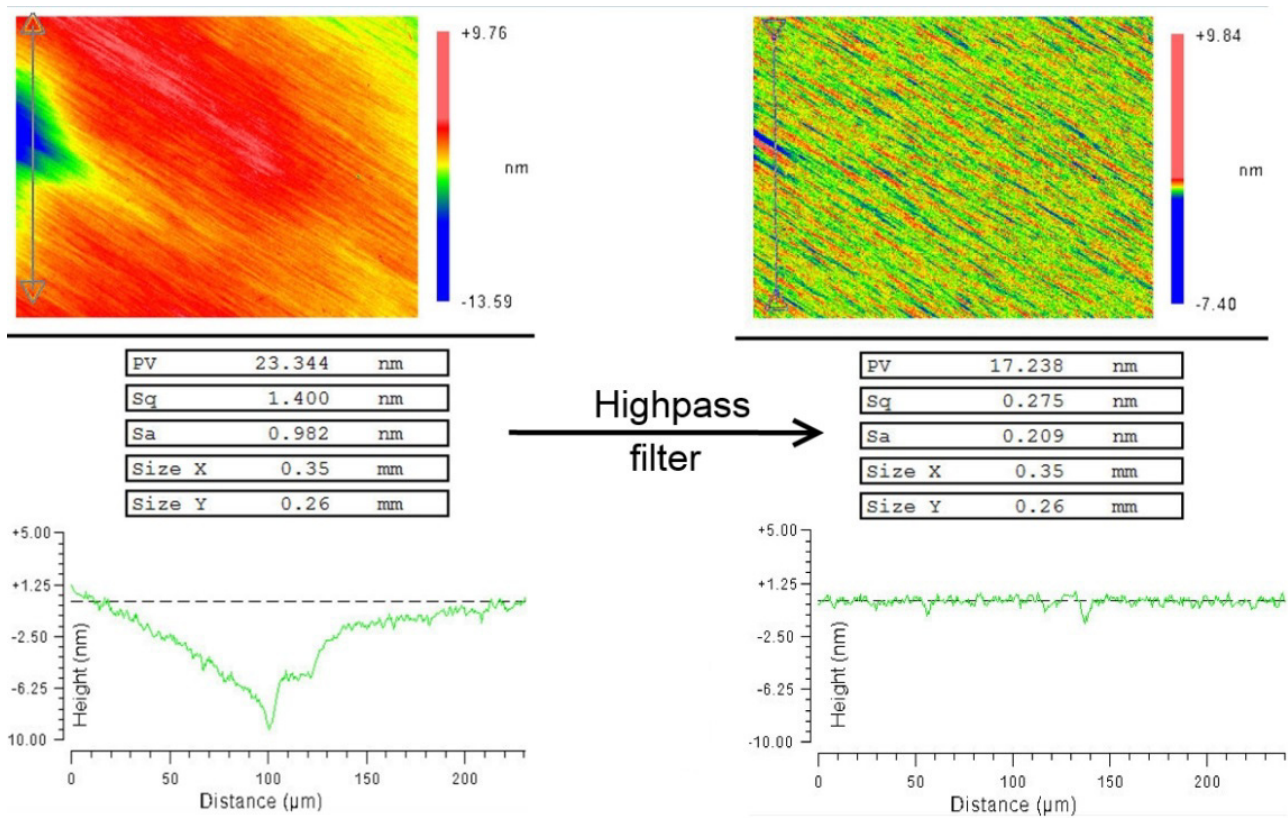 +9.76
nm
-13.59
PV 23.344 nm
Sq 1.400 nm
Sa 0.982 nm
Size X 0.35 mm
Size Y 0.26 mm
+5.00
+1.25
-2.50
-6.25
10.00
Height (nm)
0 50 100 150 200
Distance (µm)
Highpass
filter
+9.84
nm
-7.40
PV 17.238 nm
Sq 0.275 nm
Sa 0.209 nm
Size X 0.35 mm
Size Y 0.26 mm
+5.00
+1.25
-2.50
-6.25
-10.00
Height (nm)
0 50 100 150 200
Distance (µm)